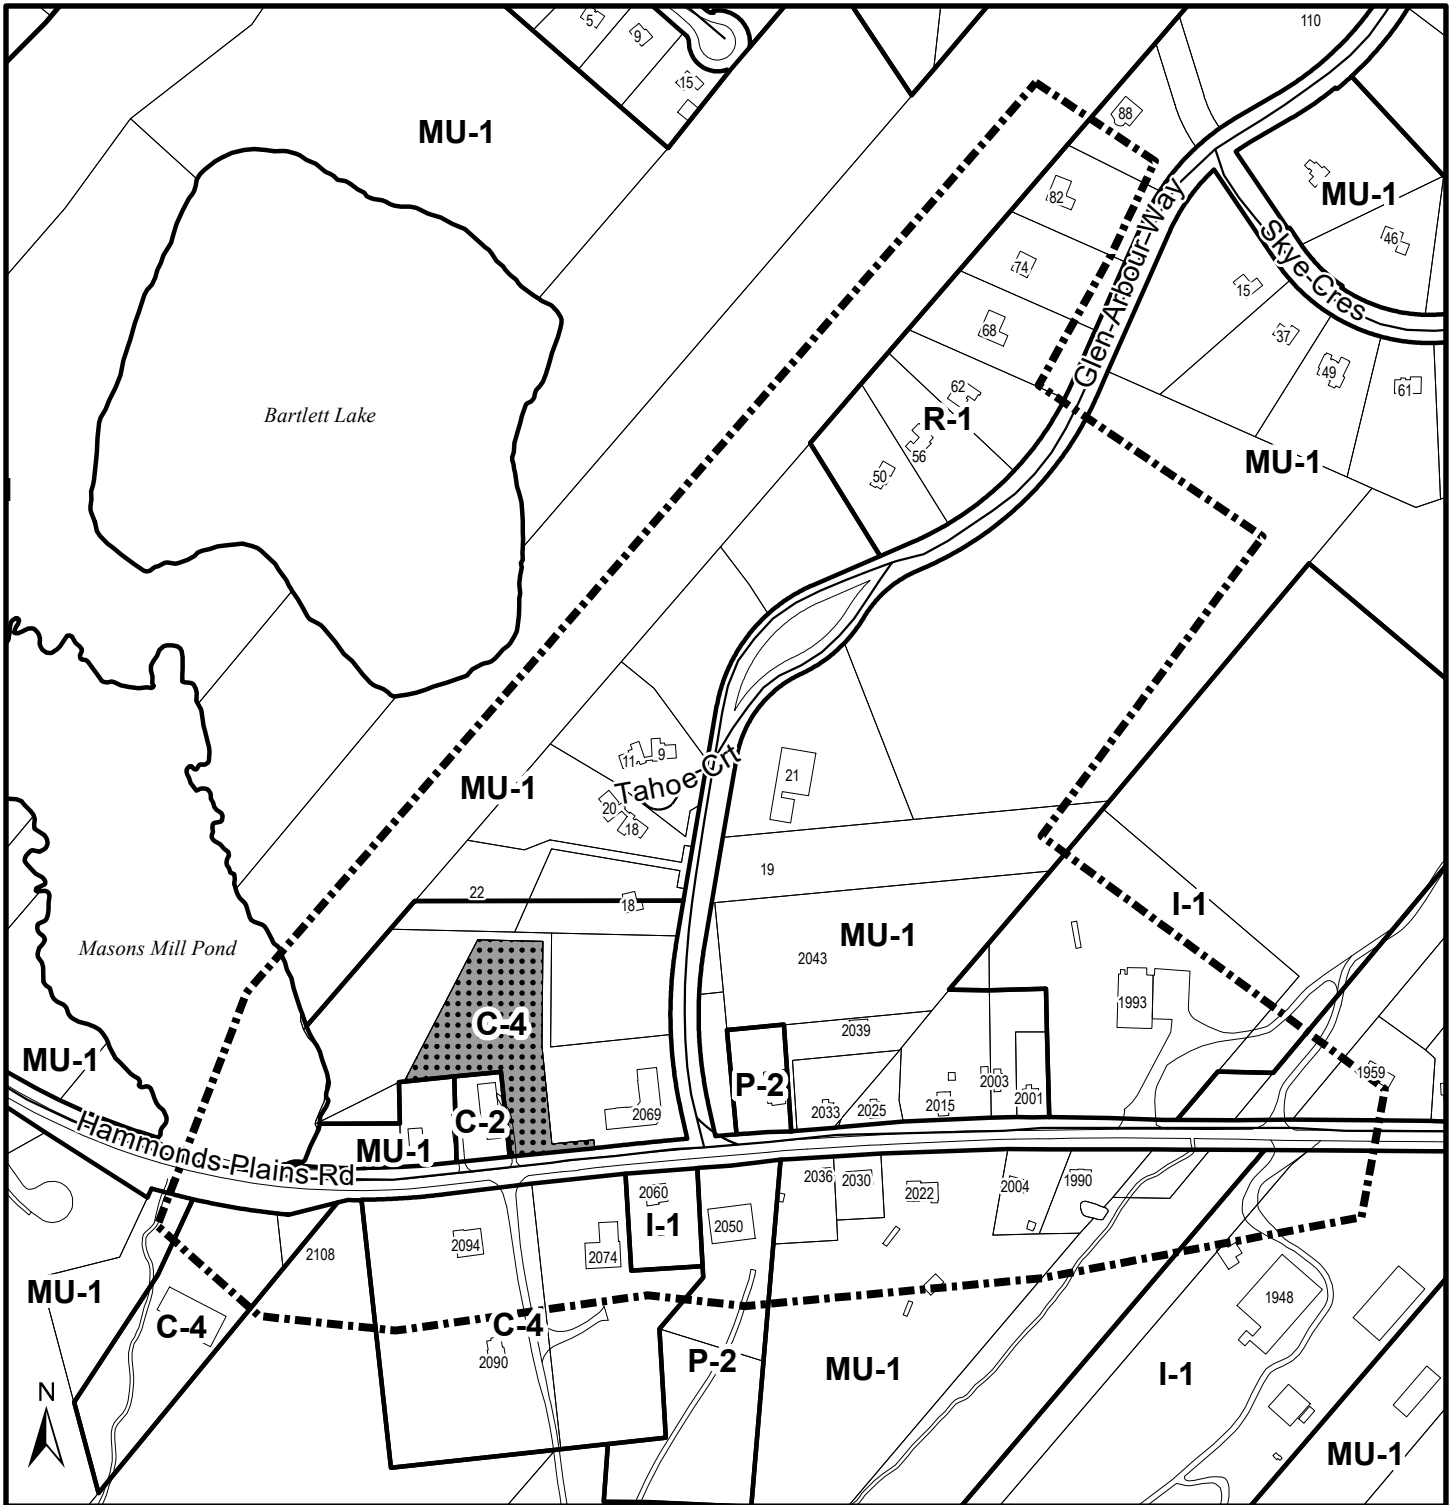 5
9
110
15
MU-1
88
82
MU-1
46
Glen-Arbour-Way
Skye-Cres
74
15
68
37
49
61
62
Bartlett Lake
R-1
56
50
MU-1
9
11
Tahoe-Crt
21
MU-1
20
18
19
22
18
I-1
Masons Mill Pond
MU-1
2043
1993
C-4
2039
MU-1
1959
P-2
2003
2001
C-2
2069
2033
2025
2015
Hammonds-Plains-Rd
MU-1
2036
2030
2022
2004
1990
2060
I-1
2050
2094
2074
2108
MU-1
1948
C-4
C-4
2090
P-2
MU-1
I-1
N
MU-1